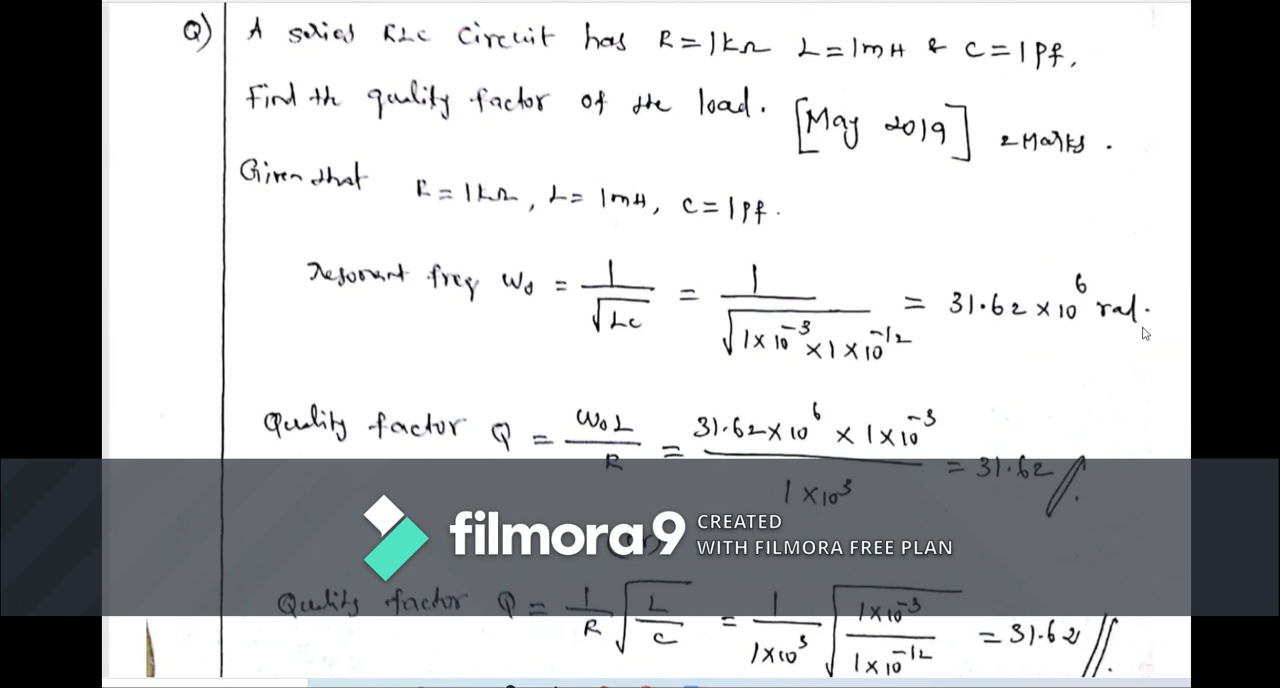 Q) A series RLC circuit has R = 1kΩ L = 1mH & C = 1Pf.
Find th quality factor of the load. [May 2019] 2 Marks.
Given that R = 1kΩ, L = 1mH, C = 1Pf.
resonant freq ω₀ = 1/√LC = 1/√(1×10⁻³×1×10⁻¹²) = 31.62×10⁶ rad.
Quality factor Q = ω₀L/R = (31.62×10⁶ × 1×10⁻³)/(1×10³) = 31.62//.
filmora9 CREATED
WITH FILMORA FREE PLAN
Quality factor Q = 1/R √(L/C) = 1/(1×10³) √(1×10⁻³/1×10⁻¹²) = 31.62//.